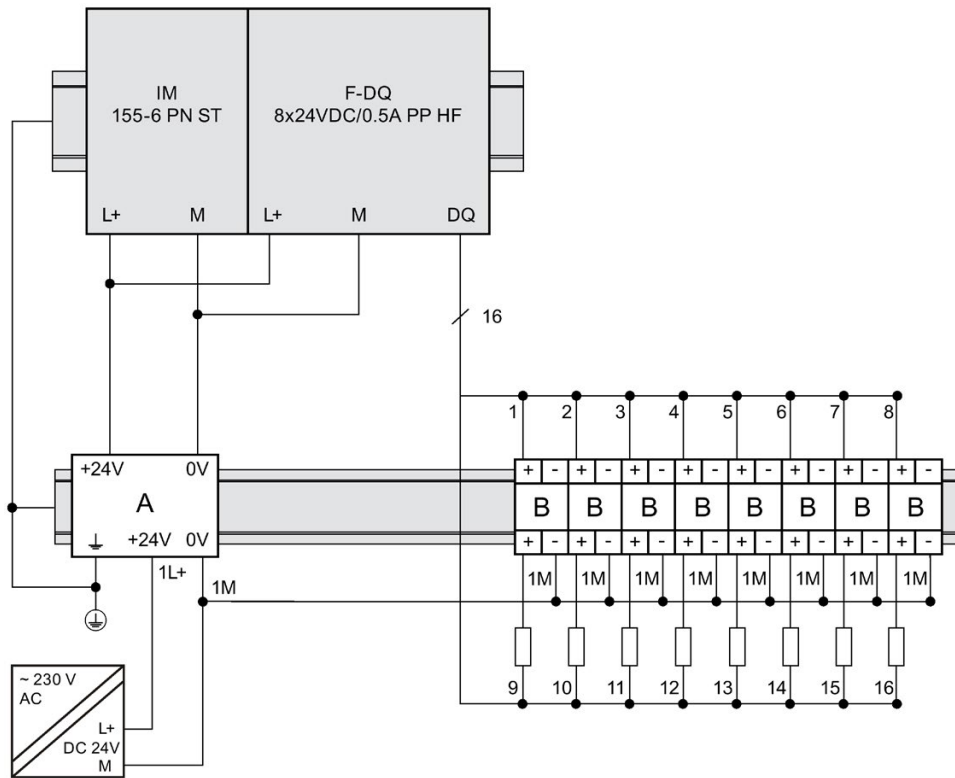 IM
155-6 PN ST
F-DQ
8x24VDC/0.5A PP HF
L+ M L+ M DQ
16
1 2 3 4 5 6 7 8
+24V 0V
+ - + - + - + - + - + - + - + -
A
B B B B B B B B
+24V 0V
+ - + - + - + - + - + - + - + -
1L+
1M
1M 1M 1M 1M 1M 1M 1M 1M
~ 230 V
AC
9 10 11 12 13 14 15 16
L+
DC 24V
M